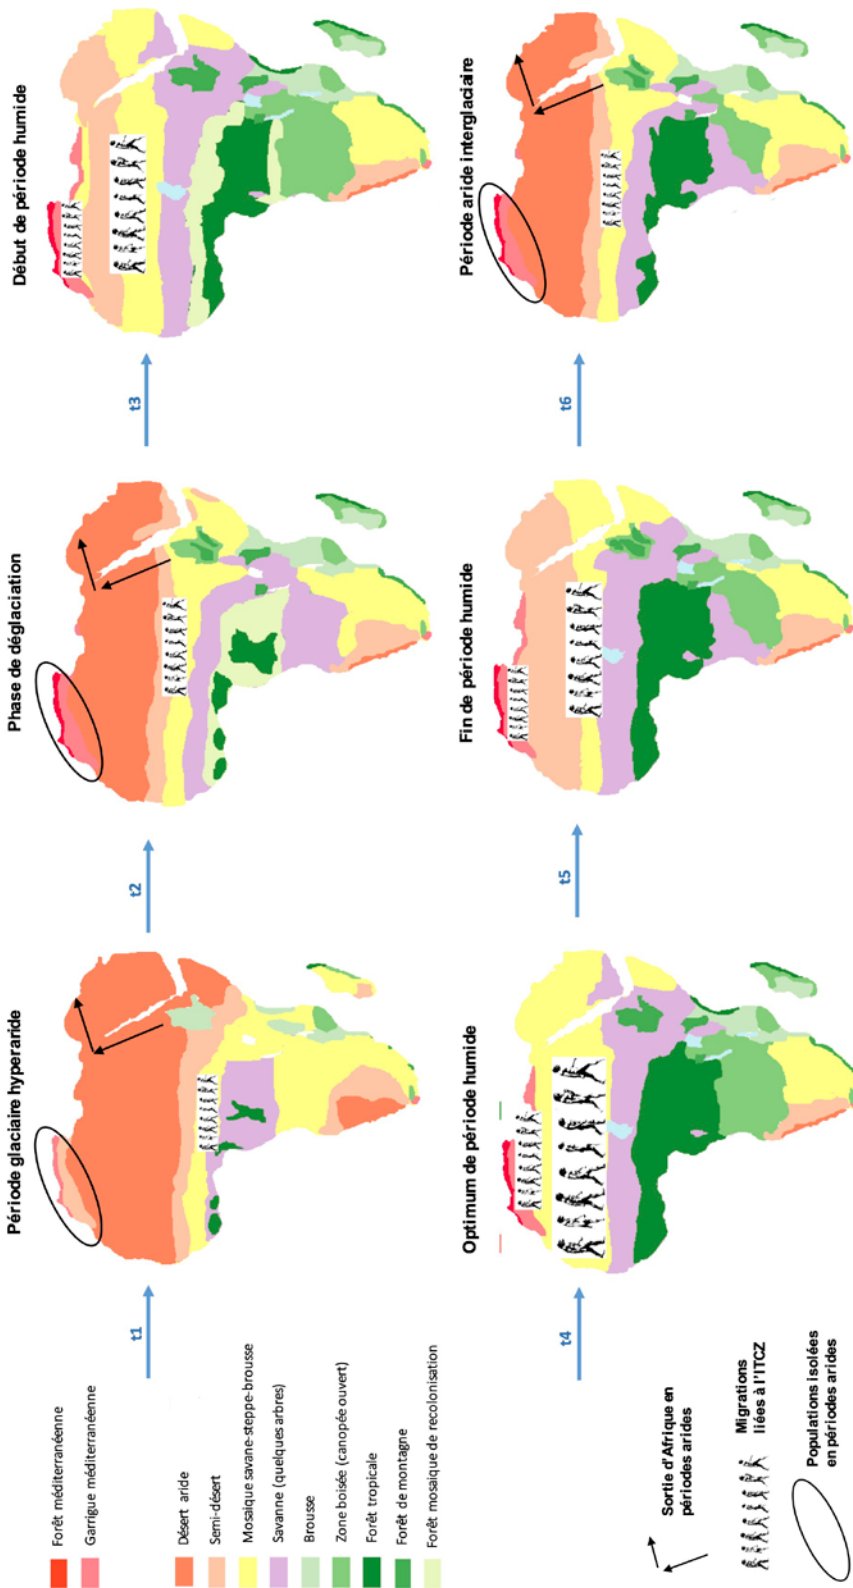 Forêt méditerranéenne
Garrigue méditerranéenne
Désert aride
Semi-désert
Mosaique savane-steppe-brousse
Savanne (quelques arbres)
Brousse
Zone boisée (canopée ouvert)
Forêt tropicale
Forêt de montagne
Forêt mosaique de recolonisation
t1
Période glaciaire hyperaride
t2
Phase de déglaciation
t3
Début de période humide
t4
Optimum de période humide
t5
Fin de période humide
t6
Période aride interglaciaire
Sortie d'Afrique en
périodes arides
Migrations
liées à l'ITCZ
Populations isolées
en périodes arides